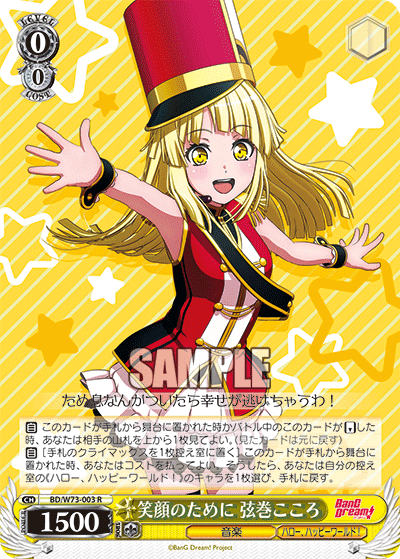 LEVEL
0
0
COST
SAMPLE
ため息なんかついてたら幸せが逃げちゃうわ！
自 このカードが手札から舞台に置かれた時かバトル中のこのカードが した
時、あなたは相手の山札を上から1枚見てよい。（見たカードは元に戻す）
自 ［手札のクライマックスを1枚控え室に置く］ このカードが手札から舞台に
置かれた時、あなたはコストを払ってよい。そうしたら、あなたは自分の控え室
の《ハロー、ハッピーワールド！》のキャラを1枚選び、手札に戻す。
CH
BD/W73-003 R
1500
笑顔のために 弦巻こころ
BanG Dream!
音楽
ハロー、ハッピーワールド！
©BanG Dream! Project